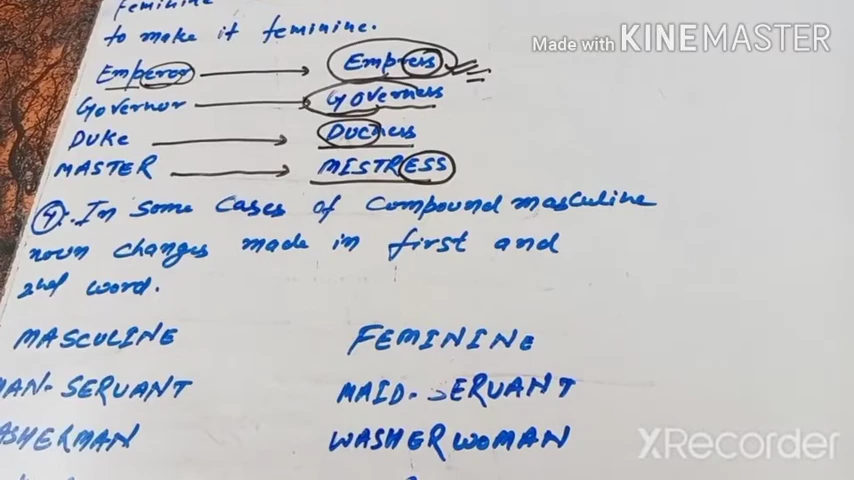 feminine
to make it feminine.
Made with KINEMASTER
Emperor Empress
Governor Governess
DUKE Duchess
MASTER MISTRESS
4:. In some cases of compound masculine
noun changes made in first and
2nd word.
MASCULINE FEMININE
MAN-SERVANT MAID-SERVANT
ASHERMAN WASHERWOMAN
XRecorder